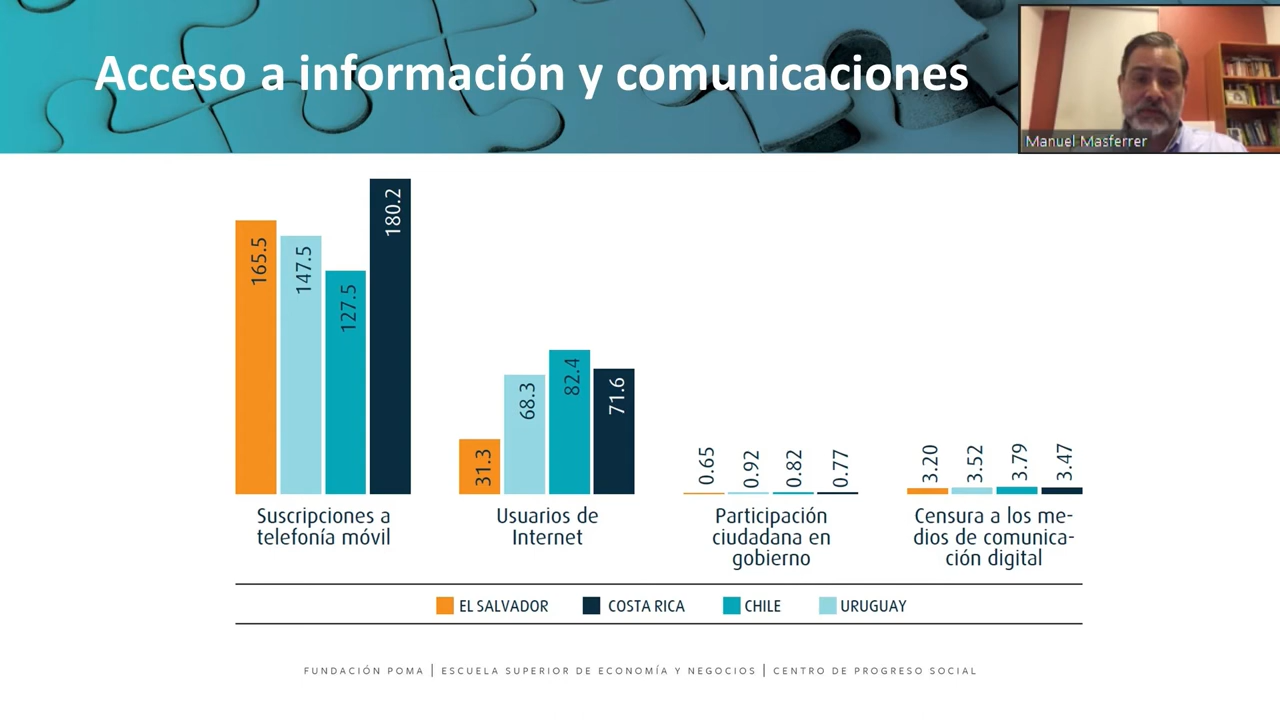 Acceso a información y comunicaciones
Manuel Masferrer
165.5
147.5
127.5
180.2
31.3
68.3
82.4
71.6
0.65
0.92
0.82
0.77
3.20
3.52
3.79
3.47
Suscripciones a
telefonía móvil
Usuarios de
Internet
Participación
ciudadana en
gobierno
Censura a los me-
dios de comunica-
ción digital
EL SALVADOR COSTA RICA CHILE URUGUAY
FUNDACIÓN POMA | ESCUELA SUPERIOR DE ECONOMÍA Y NEGOCIOS | CENTRO DE PROGRESO SOCIAL